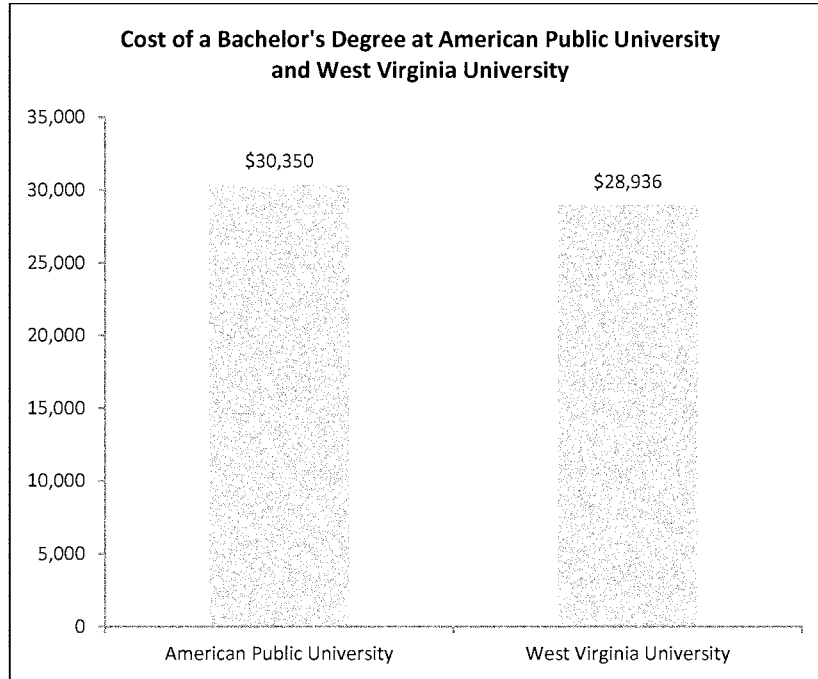 Cost of a Bachelor's Degree at American Public University
and West Virginia University
35,000
$30,350
30,000
$28,936
25,000
20,000
15,000
10,000
5,000
0
American Public University
West Virginia University